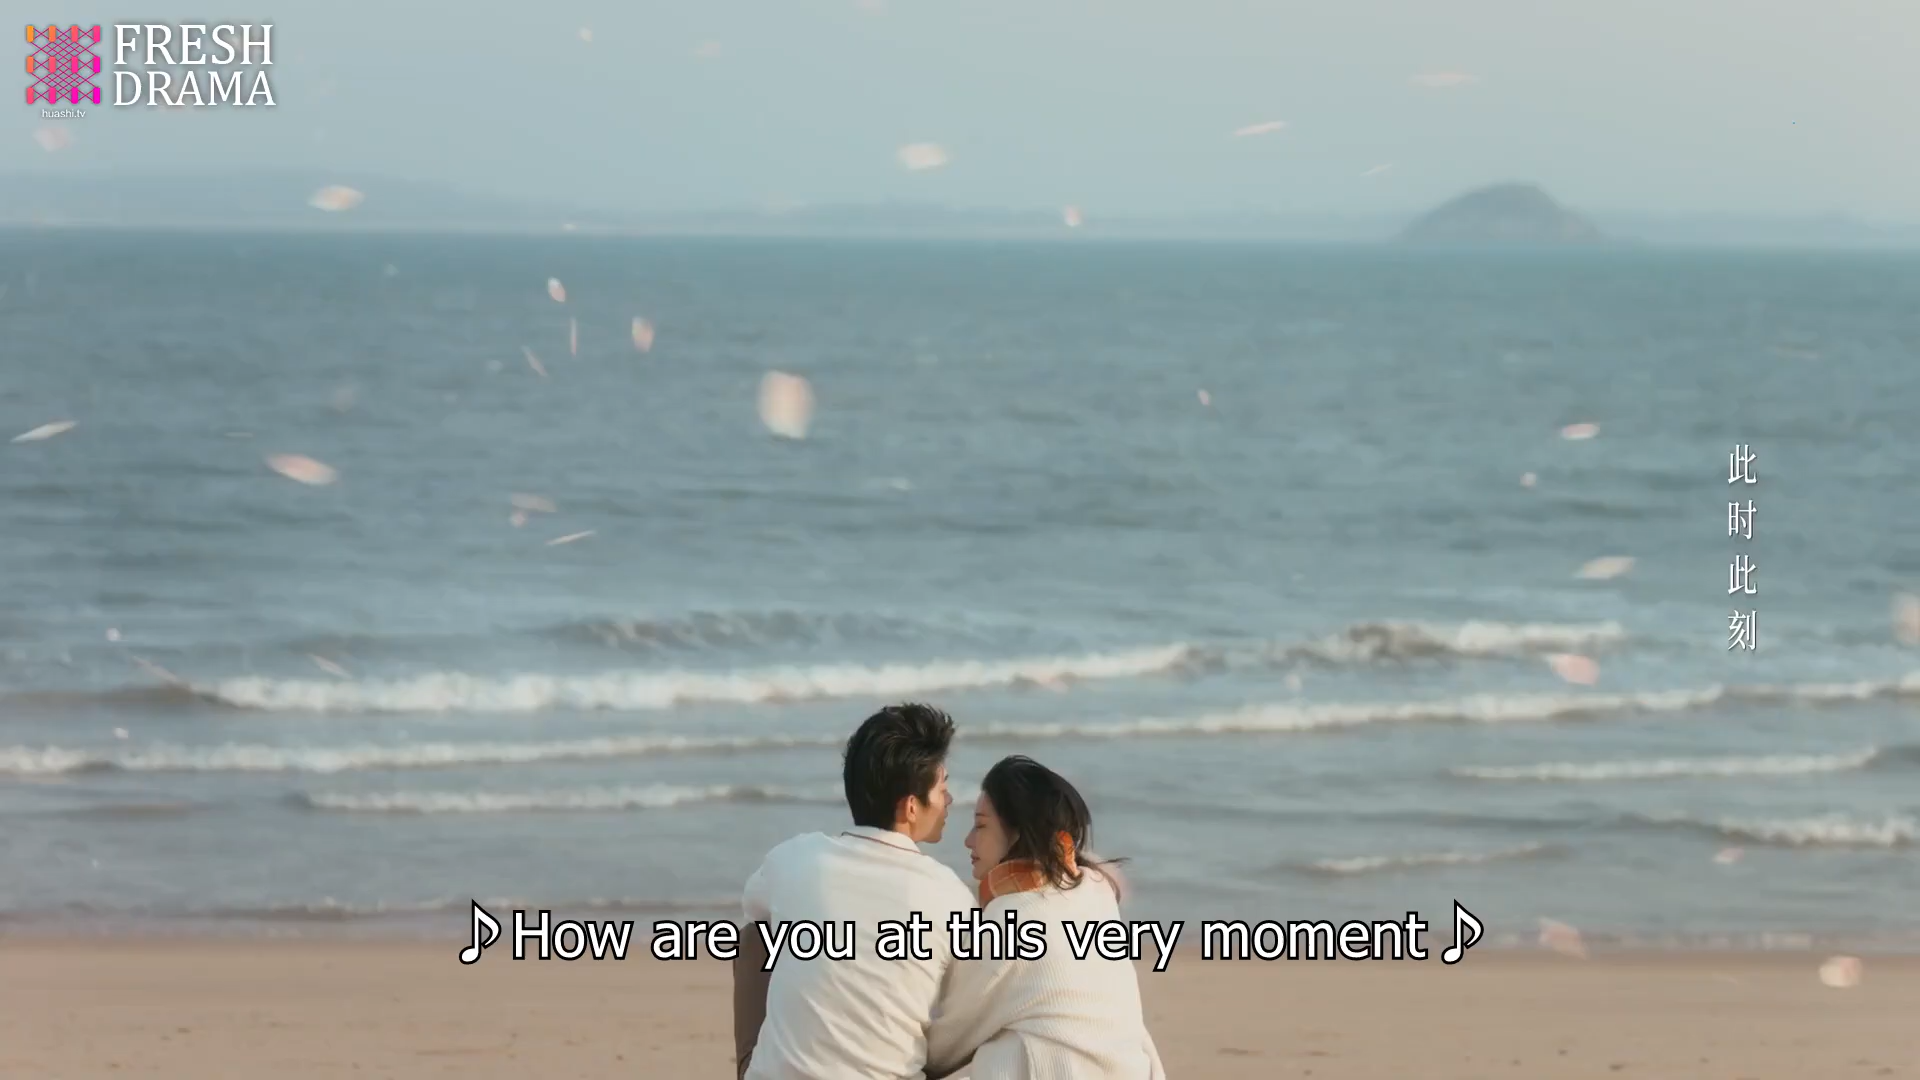 FRESH
DRAMA
huashi.tv
此时此刻
♪How are you at this very moment♪